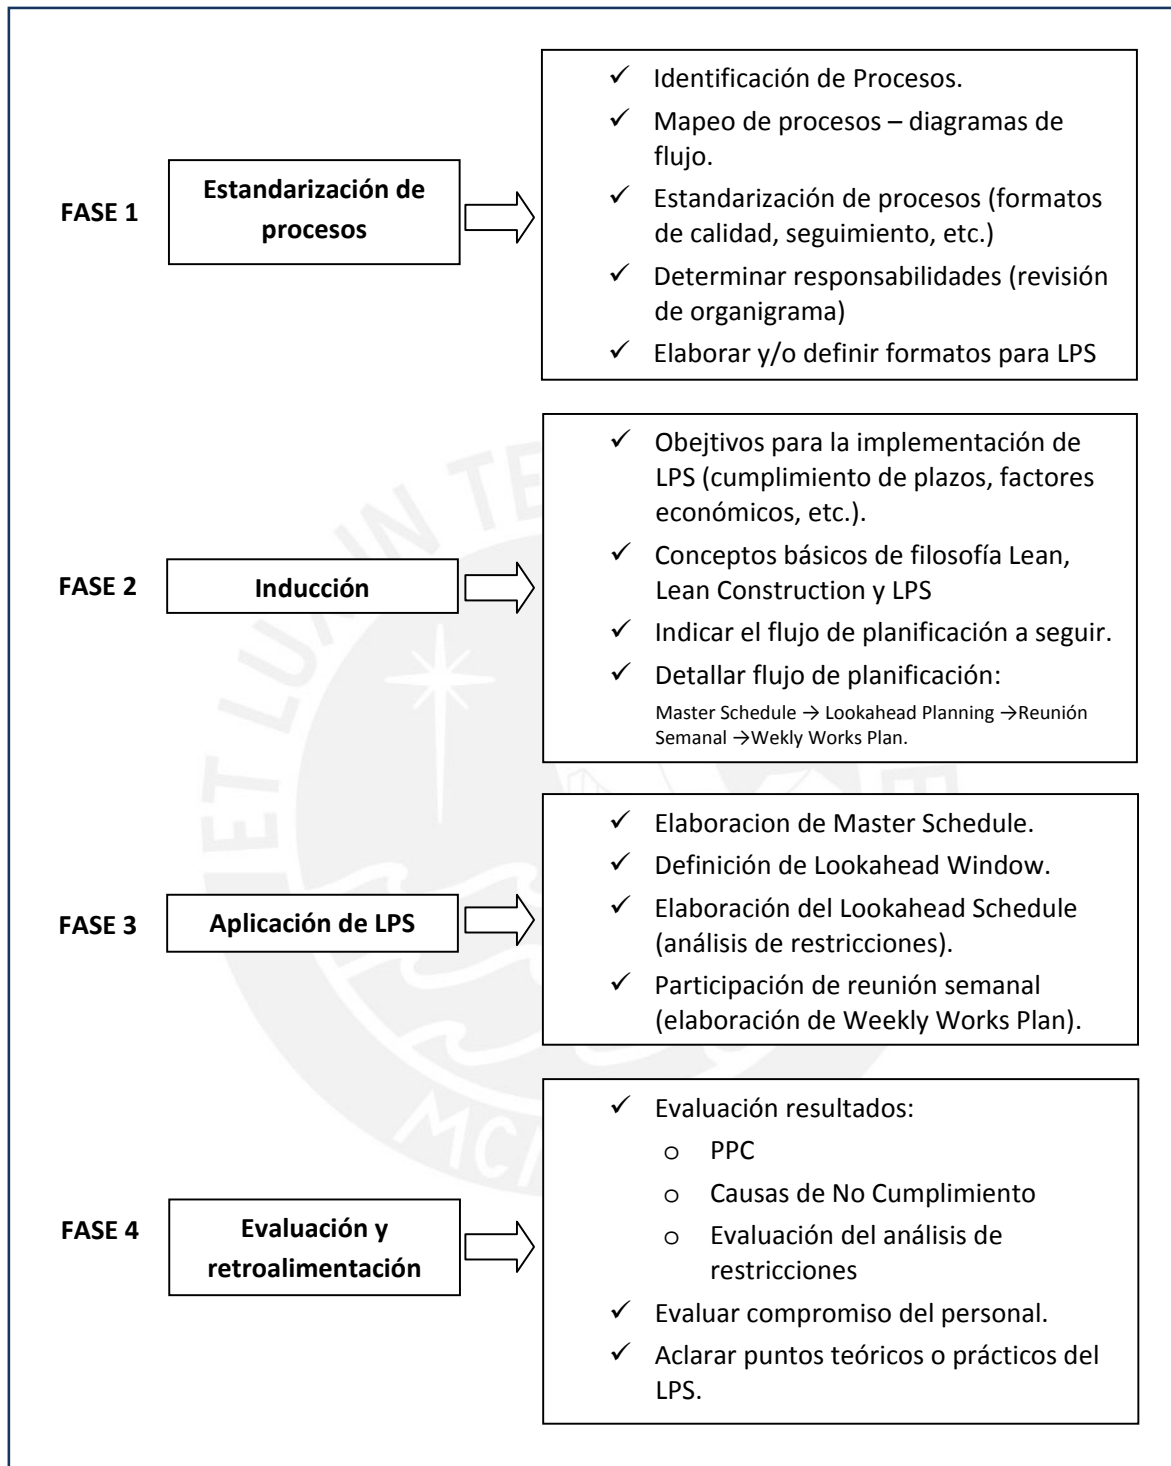 FASE 1
Estandarización de
procesos
✓ Identificación de Procesos.
✓ Mapeo de procesos – diagramas de
flujo.
✓ Estandarización de procesos (formatos
de calidad, seguimiento, etc.)
✓ Determinar responsabilidades (revisión
de organigrama)
✓ Elaborar y/o definir formatos para LPS
FASE 2
Inducción
✓ Obejtivos para la implementación de
LPS (cumplimiento de plazos, factores
económicos, etc.).
✓ Conceptos básicos de filosofía Lean,
Lean Construction y LPS
✓ Indicar el flujo de planificación a seguir.
✓ Detallar flujo de planificación:
Master Schedule → Lookahead Planning →Reunión
Semanal →Wekly Works Plan.
FASE 3
Aplicación de LPS
✓ Elaboracion de Master Schedule.
✓ Definición de Lookahead Window.
✓ Elaboración del Lookahead Schedule
(análisis de restricciones).
✓ Participación de reunión semanal
(elaboración de Weekly Works Plan).
FASE 4
Evaluación y
retroalimentación
✓ Evaluación resultados:
o PPC
o Causas de No Cumplimiento
o Evaluación del análisis de
restricciones
✓ Evaluar compromiso del personal.
✓ Aclarar puntos teóricos o prácticos del
LPS.
ET LUX IN TE
MCI